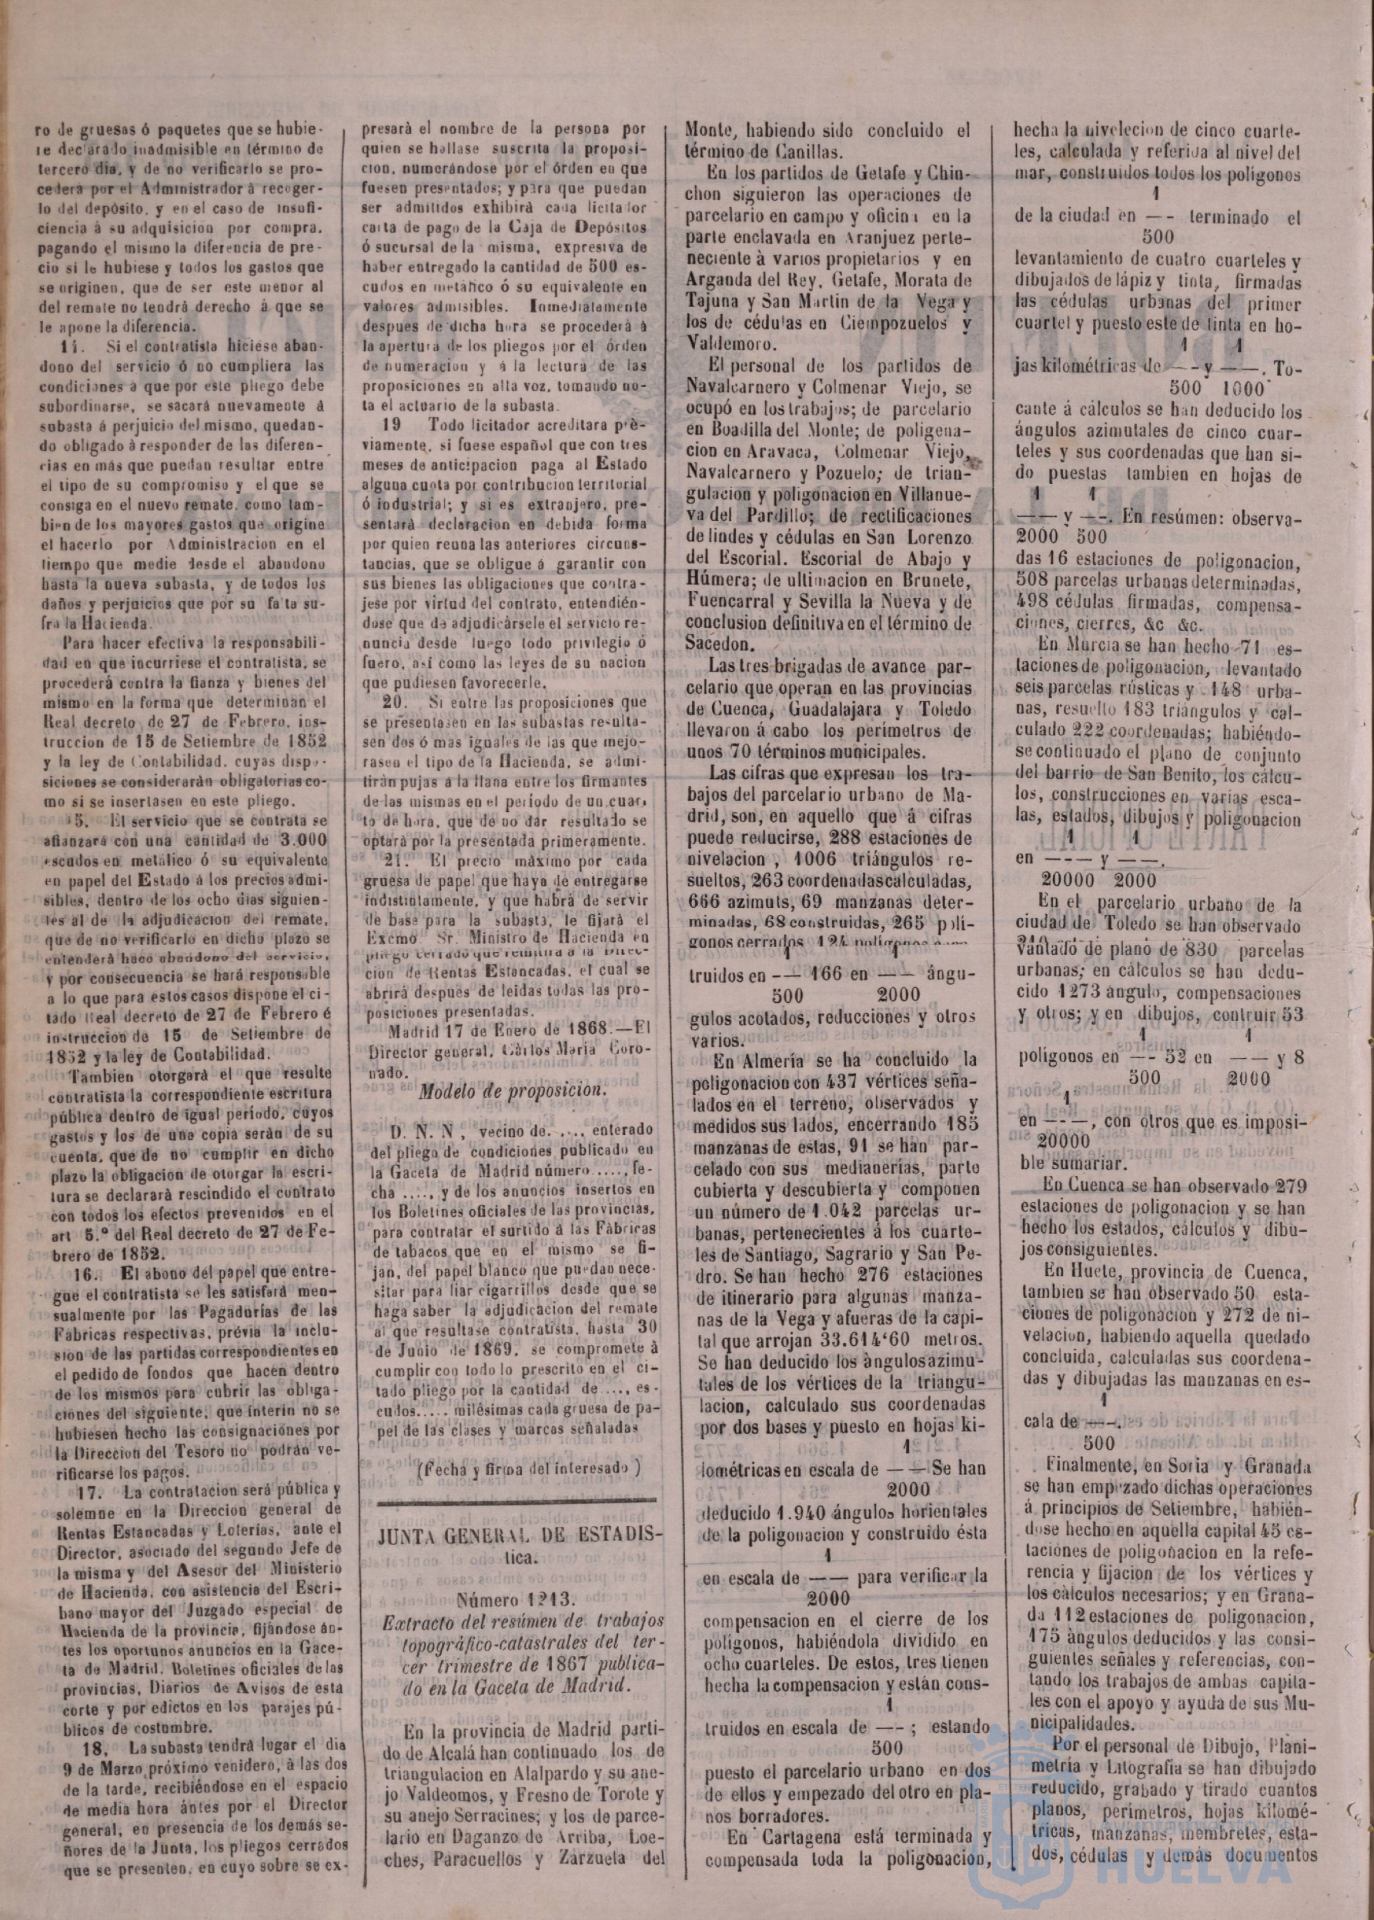 ro de gruesas ó paquetes que se hubie-
re declarado inadmisible en término de
tercero dia, y de no verificarlo se pro-
cederá por el Administrador á recoger-
lo del depósito, y en el caso de insufi-
ciencia á su adquisicion por compra,
pagando el mismo la diferencia de pre-
cio si le hubiese y todos los gastos que
se originen, que de ser este menor al
del remate no tendrá derecho á que se
le apone la diferencia.
14. Si el contratista hiciese aban-
dono del servicio ó no cumpliera las
condiciones á que por este pliego debe
subordinarse, se sacará nuevamente á
subasta á perjuicio del mismo, quedan-
do obligado á responder de las diferen-
cias en más que puedan resultar entre
el tipo de su compromiso y el que se
consiga en el nuevo remate, como tam-
bien de los mayores gastos que origine
el hacerlo por Administracion en el
tiempo que medie desde el abandono
hasta la nueva subasta, y de todos los
daños y perjuicios que por su fa ta su-
fra la Hacienda.
Para hacer efectiva la responsabili-
dad en que incurriese el contratista, se
procederá contra la fianza y bienes del
mismo en la forma que determinan el
Real decreto de 27 de Febrero, ins-
truccion de 15 de Setiembre de 1852
y la ley de Contabilidad, cuyas dispo-
siciones se considerarán obligatorias co-
mo si se insertasen en este pliego.
15. El servicio que se contrata se
afianzará con una cantidad de 3.000
escudos en metálico ó su equivalente
en papel del Estado á los precios admi-
sibles, dentro de los ocho dias siguien-
tes al de la adjudicacion del remate,
que de no verificarlo en dicho plazo se
entenderá hace abandono del servicio,
y por consecuencia se hará responsable
a lo que para estos casos dispone el ci-
tado Real decreto de 27 de Febrero é
instruccion de 15 de Setiembre de
1852 y la ley de Contabilidad.
Tambien otorgará el que resulte
contratista la correspondiente escritura
pública dentro de igual período, cuyos
gastos y los de una copia serán de su
cuenta, que de no cumplir en dicho
plazo la obligacion de otorgar la escri-
tura se declarará rescindido el contrato
con todos los efectos prevenidos en el
art 5.º del Real decreto de 27 de Fe-
brero de 1852.
16. El abono del papel que entre-
gue el contratista se les satisfará men-
sualmente por las Pagadurías de las
Fábricas respectivas, prévia la inclu-
sion de las partidas correspondientes en
el pedido de fondos que hacen dentro
de los mismos para cubrir las obliga-
ciones del siguiente, que interin no se
hubiesen hecho las consignaciones por
la Direccion del Tesoro no podrán ve-
rificarse los pagos.
17. La contratacion será pública y
solemne en la Direccion general de
Rentas Estancadas y Loterías, ante el
Director, asociado del segundo Jefe de
la misma y del Asesor del Ministerio
de Hacienda, con asistencia del Escri-
bano mayor del Juzgado especial de
Hacienda de la provincie, fijándose án-
tes los oportunos anuncios en la Gace-
ta de Madrid, Boletines oficiales de las
provincias, Diarios de Avisos de esta
corte y por edictos en los parajes pú-
blicos de costumbre.
18, La subasta tendrá lugar el dia
9 de Marzo próximo venidero, á las dos
de la tarde, recibiéndose en el espacio
de media hora ántes por el Director
general, en presencia de los demás se-
ñores de la Junta, los pliegos cerrados
que se presenten, en cuyo sobre se ex-
presará el nombre de la persona por
quien se hallase suscrita la proposi-
cion, numerándose por el órden en que
fuesen presentados; y para que puedan
ser admitidos exhibirá cada licitador
carta de pago de la Caja de Depósitos
ó sucursal de la misma, expresiva de
haber entregado la cantidad de 500 es-
cudos en metálico ó su equivalente en
valores admisibles. Inmediatamente
despues de dicha hora se procederá á
la apertura de los pliegos por el órden
de numeracion y á la lectura de las
proposiciones en alta voz, tomando no-
ta el actuario de la subasta.
19 Todo licitador acreditara pré-
viamente, si fuese español que con tres
meses de anticipacion paga al Estado
alguna cuota por contribucion territorial
ó industrial; y si es extranjero, pre-
sentará declaracion en debida forma
por quien reuna las anteriores circuns-
tancias, que se obligue á garantir con
sus bienes las obligaciones que contra-
jese por virtud del contrato, entendién-
dose que de adjudicársele el servicio re-
nuncia desde luego todo privilegio ó
fuero, así como las leyes de su nacion
que pudiesen favorecerle.
20. Si entre las proposiciones que
se presentasen en las subastas resulta-
sen dos ó mas iguales de las que mejo-
rasen el tipo de la Hacienda, se admi-
tirán pujas á la llana entre los firmantes
de las mismas en el período de un cuar,
to de hora, que de no dar resultado se
optará por la presentada primeramente.
21. El precio máximo por cada
gruesa de papel que haya de entregarse
indistintamente, y que habrá de servir
de base para la subasta, le fijará el
Excmo Sr. Ministro de Hacienda en
pliego cerrado que remitirá á la Direc-
cion de Rentas Estancadas, el cual se
abrirá despues de leidas todas las pro-
posiciones presentadas.
Madrid 17 de Enero de 1868.—El
Director general, Cárlos María Coro-
nado.
Modelo de proposicion.
D. N. N , vecino de. ...., enterado
del pliego de condiciones publicado en
la Gaceta de Madrid número ...., fe-
cha ...., y de los anuncios insertos en
los Boletines oficiales de las provincias,
para contratar el surtido á las Fábricas
de tabacos que en el mismo se fi-
jan, del papel blanco que puedan nece-
sitar para liar cigarrillos desde que se
haga saber la adjudicacion del remate
al que resultase contratista, hasta 30
de Junio de 1869, se compromete á
cumplir con todo lo prescrito en el ci-
tado pliego por la cantidad de ..., es-
cudos..... milésimas cada gruesa de pa-
pel de las clases y marcas señaladas
(Fecha y firma del interesado )
JUNTA GENERAL DE ESTADIS-
tica.
Número 1213.
Extracto del resúmen de trabajos
topográfico-catastrales del ter-
cer trimestre de 1867 publica-
do en la Gaceta de Madrid.
En la provincia de Madrid parti-
do de Alcalá han continuado los de
triangulacion en Alalpardo y su ane-
jo Valdeomos, y Fresno de Torote y
su anejo Serracines; y los de parce-
lario en Daganzo de Arriba, Loe-
ches, Paracuellos y Zarzuela del
Monte, habiendo sido concluido el
término de Canillas.
En los partidos de Getafe y Chin-
chon siguieron las operaciones de
parcelario en campo y oficina en la
parte enclavada en Aranjuez perte-
neciente á varios propietarios y en
Arganda del Rey, Getafe, Morata de
Tajuna y San Martin de la Vega y
los de cédulas en Ciempozuelos y
Valdemoro.
El personal de los partidos de
Navalcarnero y Colmenar Viejo, se
ocupó en los trabajos; de parcelario
en Boadilla del Monte; de poligena-
cion en Aravaca, Colmenar Viejo,
Navalcarnero y Pozuelo; de trian-
gulacion y poligonacion en Villanue-
va del Pardillo; de rectificaciones
de lindes y cédulas en San Lorenzo
del Escorial. Escorial de Abajo y
Húmera; de ultimacion en Brunete,
Fuencarral y Sevilla la Nueva y de
conclusion definitiva en el término de
Sacedon.
Las tres brigadas de avance par-
celario que operan en las provincias
de Cuenca, Guadalajara y Toledo
llevaron á cabo los perímetros de
unos 70 términos municipales.
Las cifras que expresan los tra-
bajos del parcelario urbano de Ma-
drid, son, en aquello que á cifras
puede reducirse, 288 estaciones de
nivelacion , 1006 triángulos re-
sueltos, 263 coordenadas calculadas,
666 azimuts, 69 manzanas deter-
minadas, 68 construidas, 265 polí-
gonos cerrados 124 polígonos cons
1 1
truidos en —— 166 en —— ángu-
500 2000
gulos acotados, reducciones y otros
varios.
En Almería se ha concluido la
poligonacion con 437 vértices seña-
lados en el terreno, observados y
medidos sus lados, encerrando 185
manzanas de estas, 91 se han par-
celado con sus medianerías, parte
cubierta y descubierta y componen
un número de 1.042 parcelas ur-
banas, pertenecientes á los cuarte-
les de Santiago, Sagrario y San Pe-
dro. Se han hecho 276 estaciones
de itinerario para algunas manza-
nas de la Vega y afueras de la capi-
tal que arrojan 33.614'60 metros.
Se han deducido los ángulos azimu-
tales de los vértices de la triangu-
lacion, calculado sus coordenadas
por dos bases y puesto en hojas ki-
1
lométricas en escala de —— Se han
2000
deducido 1.940 ángulos horientales
de la poligonacion y construido ésta
1
en escala de —— para verificar la
2000
compensacion en el cierre de los
polígonos, habiéndola dividido en
ocho cuarteles. De estos, tres tienen
hecha la compensacion y están cons-
1
truidos en escala de —- ; estando
500
puesto el parcelario urbano en dos
de ellos y empezado del otro en pla-
nos borradores.
En Cartagena está terminada y
compensada toda la poligonacion,
hecha la nivelecion de cinco cuarte-
les, calculada y referida al nivel del
mar, construidos todos los polígonos
1
de la ciudad en —- terminado el
500
levantamiento de cuatro cuarteles y
dibujados de lápiz y tinta, firmadas
las cédulas urbanas del primer
cuartel y puesto este de tinta en ho-
1 1
jas kilométricas de —- y ——. To-
500 1000
cante á cálculos se han deducido los
ángulos azimutales de cinco cuar-
teles y sus coordenadas que han si-
do puestas tambien en hojas de
1 1
—— y —-. En resúmen: observa-
2000 500
das 16 estaciones de poligonacion,
508 parcelas urbanas determinadas,
498 cédulas firmadas, compensa-
ciones, cierres, &c &c.
En Murcia se han hecho 71 es-
taciones de poligonacion, levantado
seis parcelas rústicas y 148 urba-
nas, resuelto 183 triángulos y cal-
culado 222 coordenadas; habiéndo-
se continuado el plano de conjunto
del barrio de San Benito, los cálcu-
los, construcciones en varias esca-
las, estados, dibujos y poligonacion
1 1
en —-— y ——.
20000 2000
En el parcelario urbano de la
ciudad de Toledo se han observado
vantado de plano de 830 parcelas
urbanas; en cálculos se han dedu-
cido 1273 ángulo, compensaciones
y otros; y en dibujos, contruir 53
1 1
polígonos en —- 52 en —— y 8
500 2000
1
en —-—, con otros que es imposi-
20000
ble sumariar.
En Cuenca se han observado 279
estaciones de poligonacion y se han
hecho los estados, cálculos y dibu-
jos consiguientes.
En Huete, provincia de Cuenca,
tambien se han observado 50 esta-
ciones de poligonacion y 272 de ni-
velacion, habiendo aquella quedado
concluida, calculadas sus coordena-
das y dibujadas las manzanas en es-
1
cala de ——.
500
Finalmente, en Soria y Granada
se han empezado dichas operaciones
á principios de Setiembre, habién-
dose hecho en aquella capital 45 es-
taciones de poligonacion en la refe-
rencia y fijacion de los vértices y
los cálculos necesarios; y en Grana-
da 112 estaciones de poligonacion,
175 ángulos deducidos y las consi-
guientes señales y referencias, con-
tando los trabajos de ambas capita-
les con el apoyo y ayuda de sus Mu-
nicipalidades.
Por el personal de Dibujo, Plani-
metría y Litografía se han dibujado
reducido, grabado y tirado cuantos
planos, perímetros, hojas kilomé-
tricas, manzanas, membretes, esta-
dos, cédulas y demás documentos
HUELVA